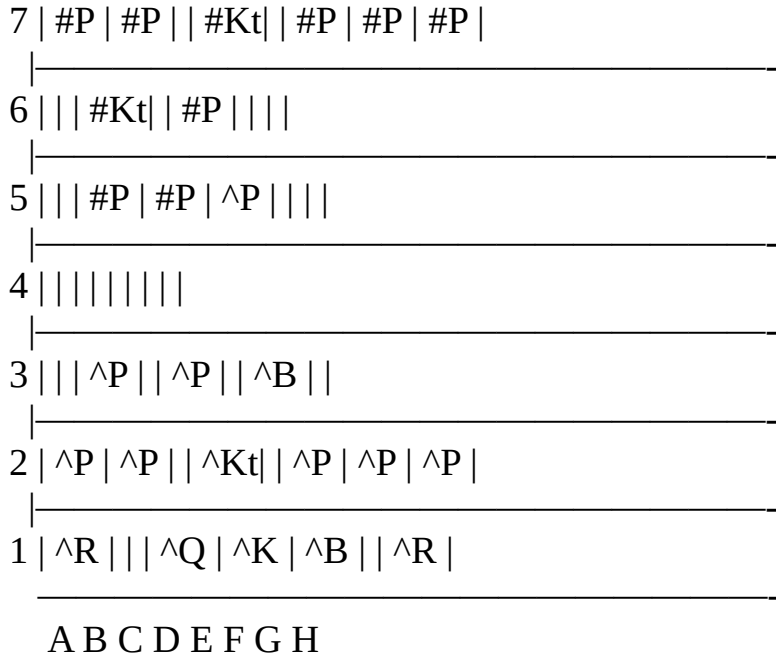 7 | #P | #P | | #Kt| | #P | #P | #P |
|———————————————————-
6 | | | #Kt| | #P | | | |
|———————————————————-
5 | | | #P | #P | ^P | | | |
|———————————————————-
4 | | | | | | | | |
|———————————————————-
3 | | | ^P | | ^P | | ^B | |
|———————————————————-
2 | ^P | ^P | | ^Kt| | ^P | ^P | ^P |
|———————————————————-
1 | ^R | | | ^Q | ^K | ^B | | ^R |
———————————————————-
A B C D E F G H